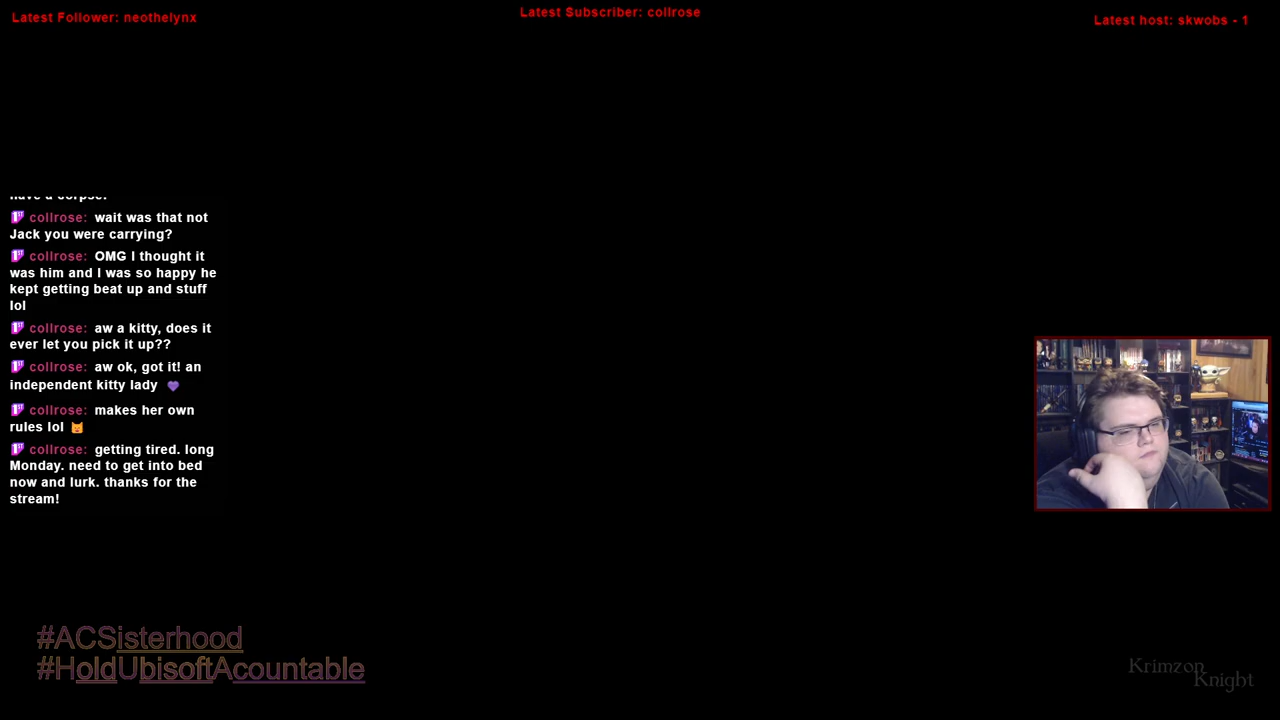 Latest Follower: neothelynx
Latest Subscriber: collrose
Latest host: skwobs - 1
have a corpse!
collrose: wait was that not
Jack you were carrying?
collrose: OMG I thought it
was him and I was so happy he
kept getting beat up and stuff
lol
collrose: aw a kitty, does it
ever let you pick it up??
collrose: aw ok, got it! an
independent kitty lady 💜
collrose: makes her own
rules lol 🐱
collrose: getting tired. long
Monday. need to get into bed
now and lurk. thanks for the
stream!
#ACSisterhood
#HoldUbisoftAcountable
Krimzon
Knight